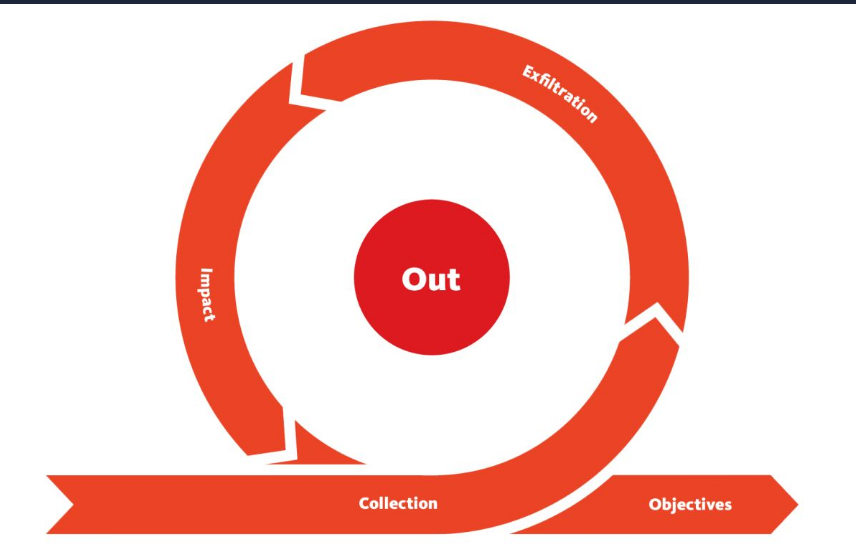 Exfiltration
Impact
Out
Collection
Objectives